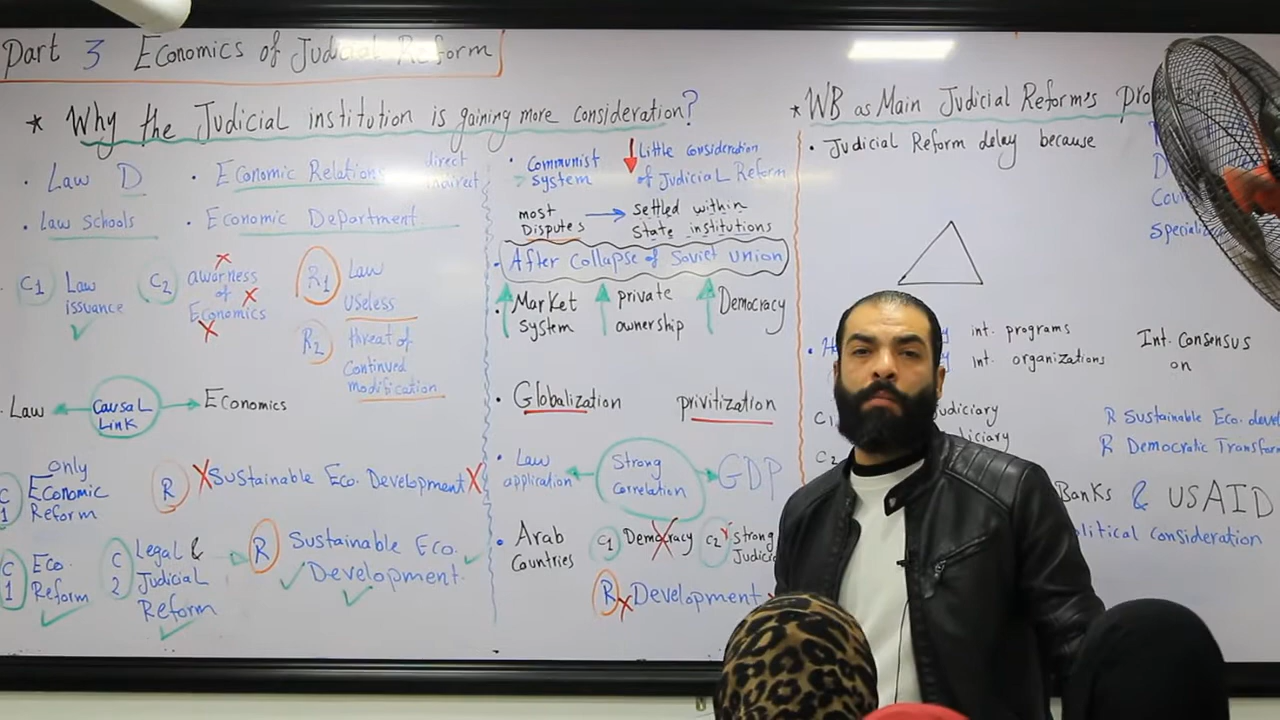 Part 3 Economics of Judicial Reform
* Why the Judicial institution is gaining more consideration?
· Law D
· Economic Relations
direct
indirect
· Law schools
· Economic Department
C1 Law
issuance
C2 awarness
of
Economics
R1 Law
useless
R2 threat of
continued
modification
· Law
Causal
Link
Economics
C
1
only
Economic
Reform
R Sustainable Eco. Development
C
1
Eco.
Reform
C
2
Legal &
Judicial
Reform
R Sustainable Eco.
Development.
· Communist
system
Little consideration
of Judicial Reform
most
Disputes
settled within
State institutions
· After Collapse of Soviet Union
· Market
system
private
ownership
Democracy
· Globalization
privitization
· Law
application
Strong
Correlation
GDP
· Arab
Countries
C1 Democracy
C2 strong
R Development
* WB as Main Judicial Reform's
· Judicial Reform delay because
int. programs
int. organizations
Int. Consensus
on
C1
C2
R Sustainable Eco.
R Democratic
Banks & USAID
consideration